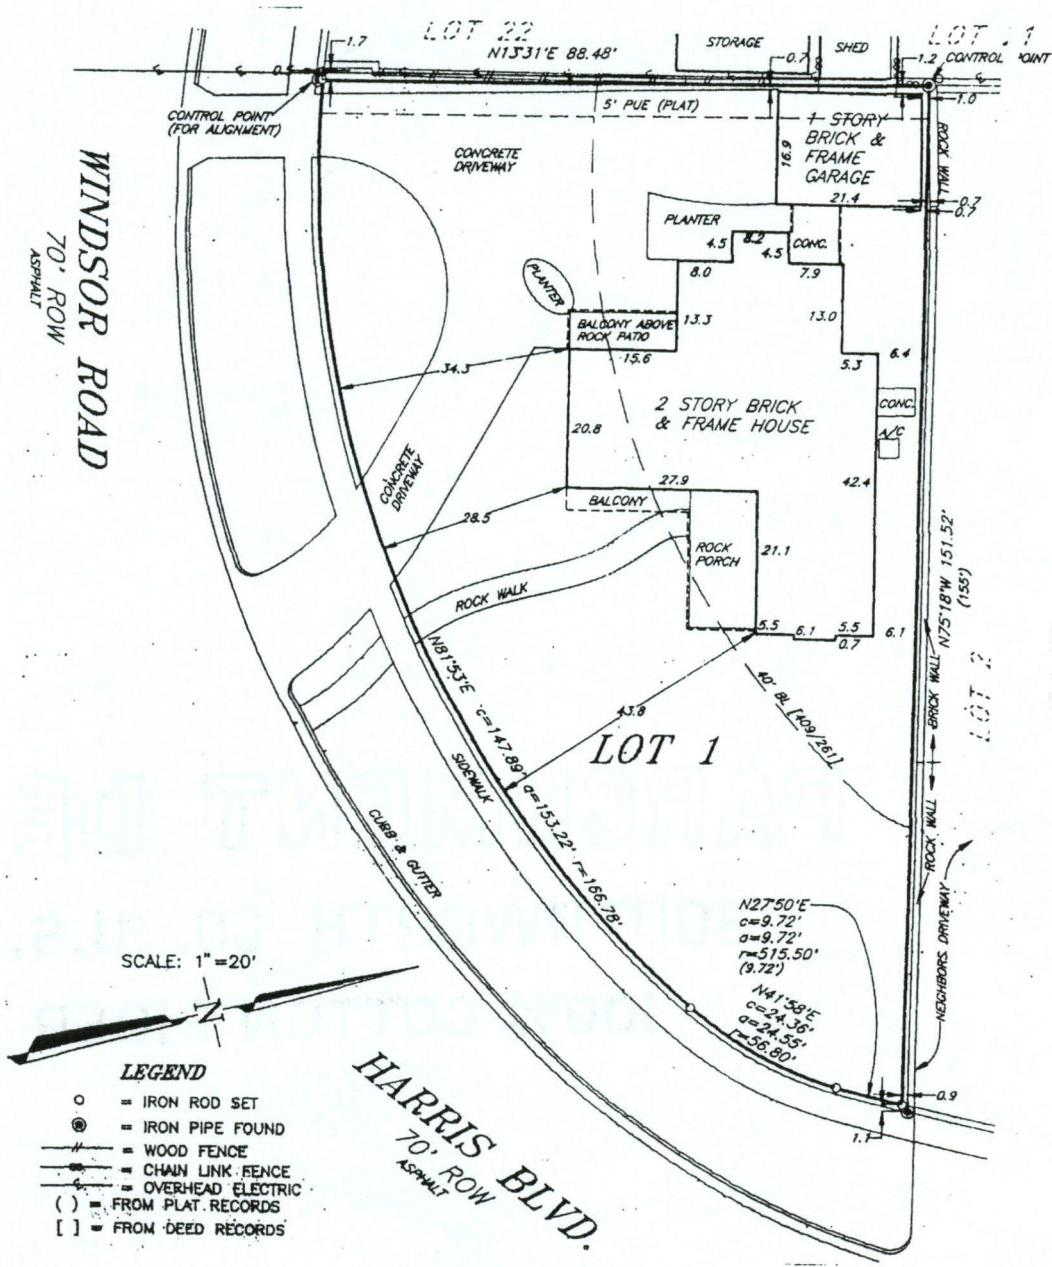 LOT 22
N13°31'E 88.48'
1.7
0.7
STORAGE
SHED
1.2
CONTROL
1.0
CONTROL POINT
(FOR ALIGNMENT)
5' PUE (PLAT)
1 STORY
BRICK &
FRAME
GARAGE
16.9
21.4
ROCK WALL
0.7
0.7
CONCRETE
DRIVEWAY
WINDSOR ROAD
70' ROW
ASPHALT
PLANTER
4.5
8.2
4.5
CONC.
8.0
7.9
PLANTER
13.3
13.0
BALCONY ABOVE
ROCK PATIO
15.6
5.3
6.4
34.3
2 STORY BRICK
& FRAME HOUSE
CONC.
A/C
20.8
CONCRETE
DRIVEWAY
27.9
42.4
BALCONY
28.5
ROCK
PORCH
21.1
ROCK WALK
5.5
6.1
5.5
0.7
6.1
N75°18'W 151.52'
(155')
BRICK WALL
LOT 2
N81°53'E c=147.89' a=153.22' r=166.78'
43.8
40' BL [409/261]
LOT 1
SIDEWALK
CURB & GUTTER
ROCK WALL
NEIGHBORS DRIVEWAY
N27°50'E
c=9.72'
a=9.72'
r=515.50'
(9.72')
N41°58'E
c=24.36'
a=24.55'
r=56.80'
0.9
1.1
SCALE: 1"=20'
N
HARRIS BLVD.
70' ROW
ASPHALT
LEGEND
= IRON ROD SET
= IRON PIPE FOUND
= WOOD FENCE
= CHAIN LINK FENCE
= OVERHEAD ELECTRIC
( ) = FROM PLAT RECORDS
[ ] = FROM DEED RECORDS